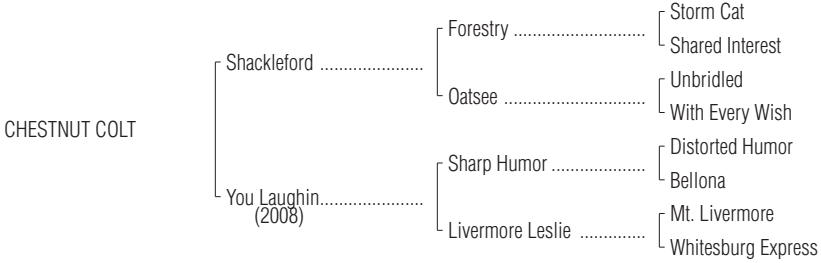 Storm Cat
Forestry ............................
Shared Interest
Shackleford ......................
Unbridled
Oatsee ..............................
With Every Wish
CHESTNUT COLT
Distorted Humor
Sharp Humor ....................
Bellona
You Laughin......................
(2008)
Mt. Livermore
Livermore Leslie ..............
Whitesburg Express